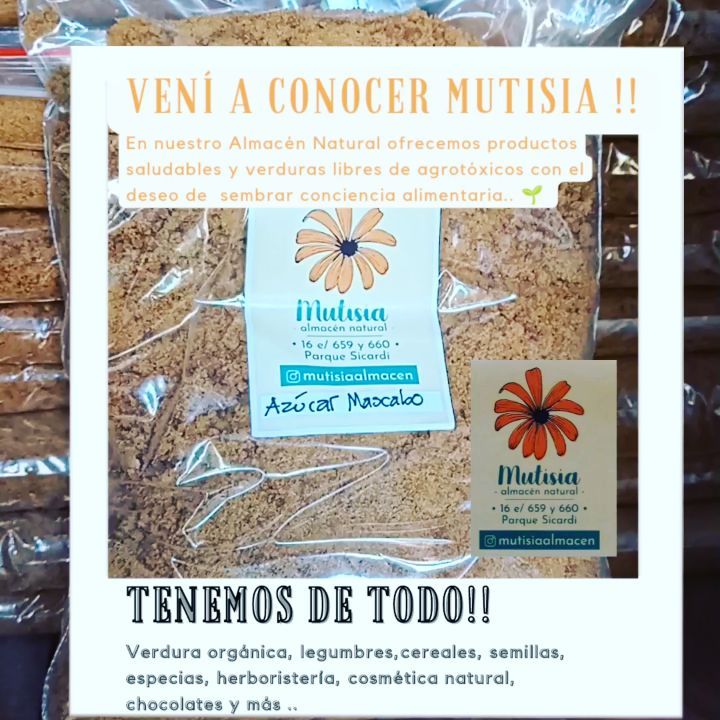 VENÍ A CONOCER MUTISIA !!
En nuestro Almacén Natural ofrecemos productos
saludables y verduras libres de agrotóxicos con el
deseo de sembrar conciencia alimentaria.. 🌱
Mutisia
- almacén natural -
• 16 e/ 659 y 660 •
Parque Sicardi
mutisiaalmacen
Azúcar Mascabo
Mutisia
- almacén natural -
• 16 e/ 659 y 660 •
Parque Sicardi
mutisiaalmacen
TENEMOS DE TODO!!
Verdura orgánica, legumbres,cereales, semillas,
especias, herboristería, cosmética natural,
chocolates y más ..